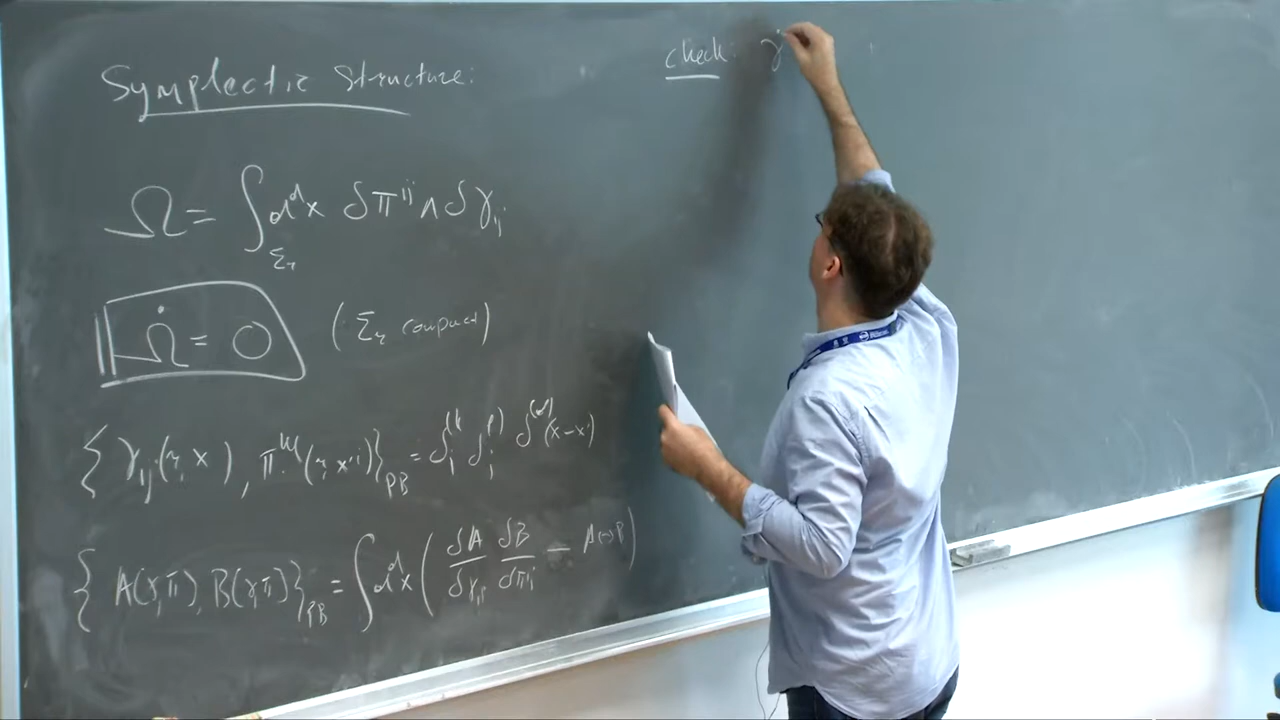 Symplectic Structure:
Ω = ∫_{Σ_τ} d^d x δπ^{ij} ∧ δγ_{ij}
Ω̇ = 0 (Σ_τ compact)
{γ_{ij}(τ, x), π^{kl}(τ, x')}_{PB} = δ_i^{(k} δ_j^{l)} δ^{(d)}(x-x')
{A(γ,π), B(γ,π)}_{PB} = ∫ d^d x ( δA/δγ_{ij} δB/δπ^{ij} - A↔B )
check: γ